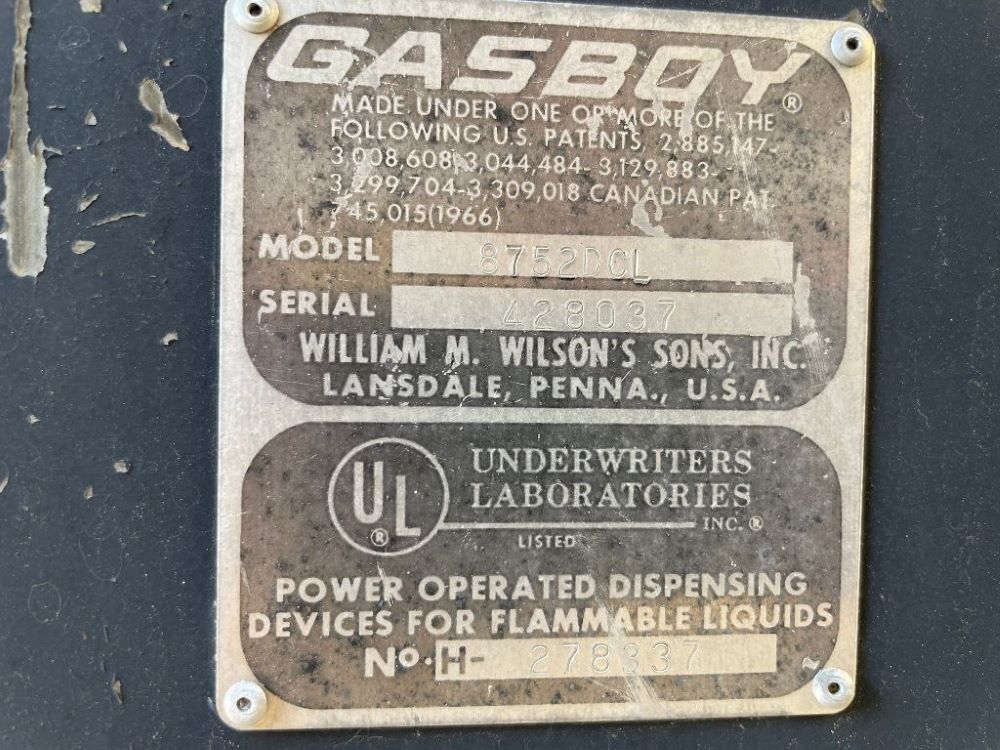 GASBOY®
MADE UNDER ONE OR MORE OF THE
FOLLOWING U.S. PATENTS 2,885,147-
3,008,608-3,044,484-3,129,883-
3,299,704-3,309,018 CANADIAN PAT.
745,015(1966)
MODEL 8752DCL
SERIAL 428037
WILLIAM M. WILSON'S SONS, INC.
LANSDALE, PENNA., U.S.A.
UL®
UNDERWRITERS
LABORATORIES
INC.®
LISTED
POWER OPERATED DISPENSING
DEVICES FOR FLAMMABLE LIQUIDS
No. H- 278337